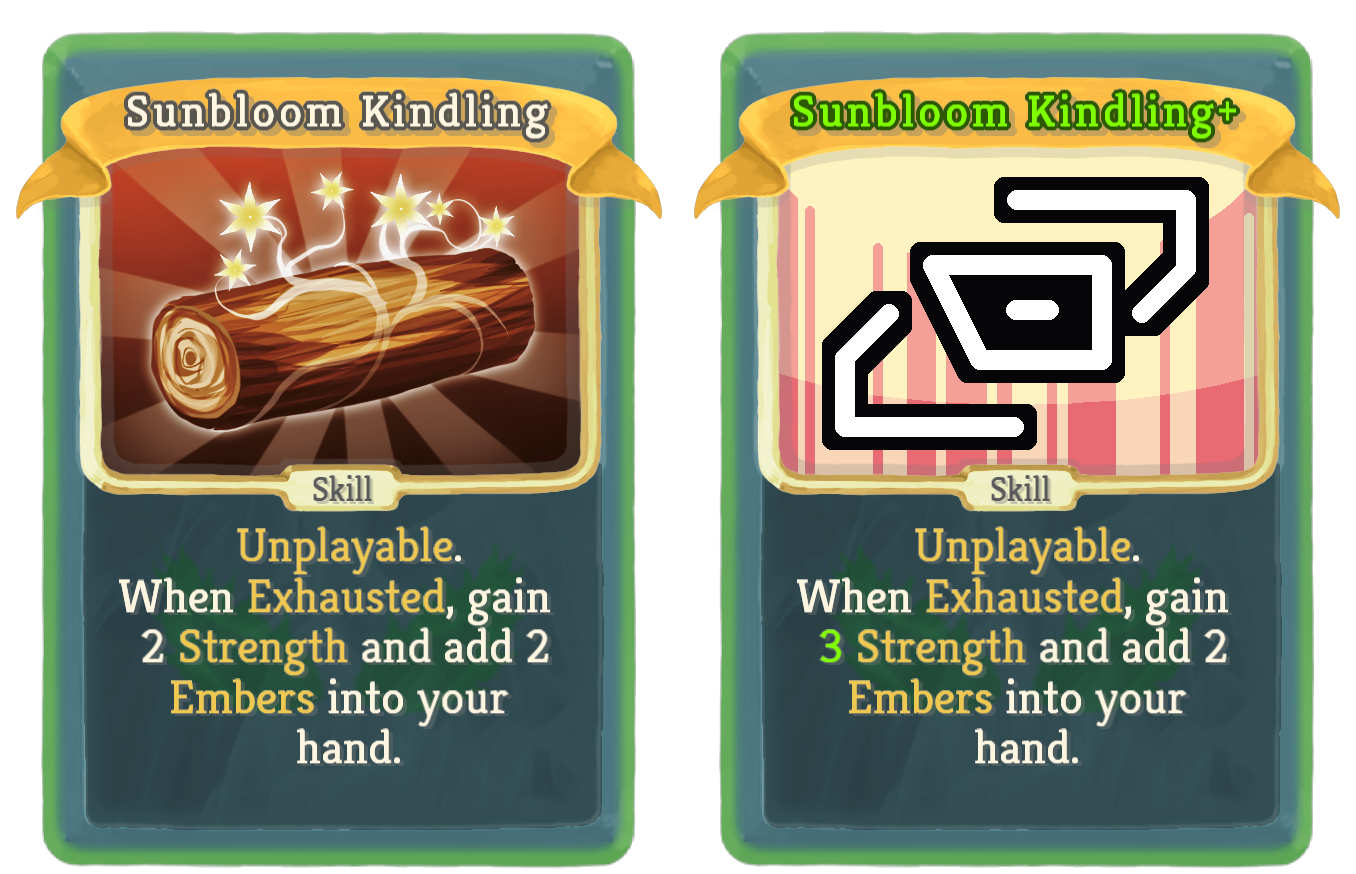 Sunbloom Kindling
Skill
Unplayable.
When Exhausted, gain
2 Strength and add 2
Embers into your
hand.
Sunbloom Kindling+
Skill
Unplayable.
When Exhausted, gain
3 Strength and add 2
Embers into your
hand.